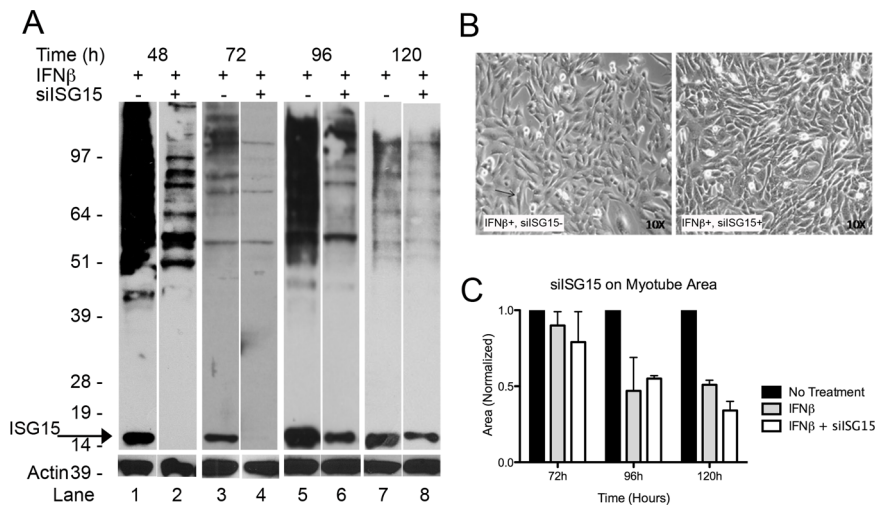 A
Time (h) 48 72 96 120
IFNβ + + + + + + + +
siISG15 - + - + - + - +
97 -
64 -
51 -
39 -
28 -
19 -
ISG15
14 -
Actin 39 -
Lane 1 2 3 4 5 6 7 8
B
IFNβ+, siISG15- 10X
IFNβ+, siISG15+ 10X
C
siISG15 on Myotube Area
Area (Normalized)
1.0
0.5
0.0
72h 96h 120h
Time (Hours)
No Treatment
IFNβ
IFNβ + siISG15